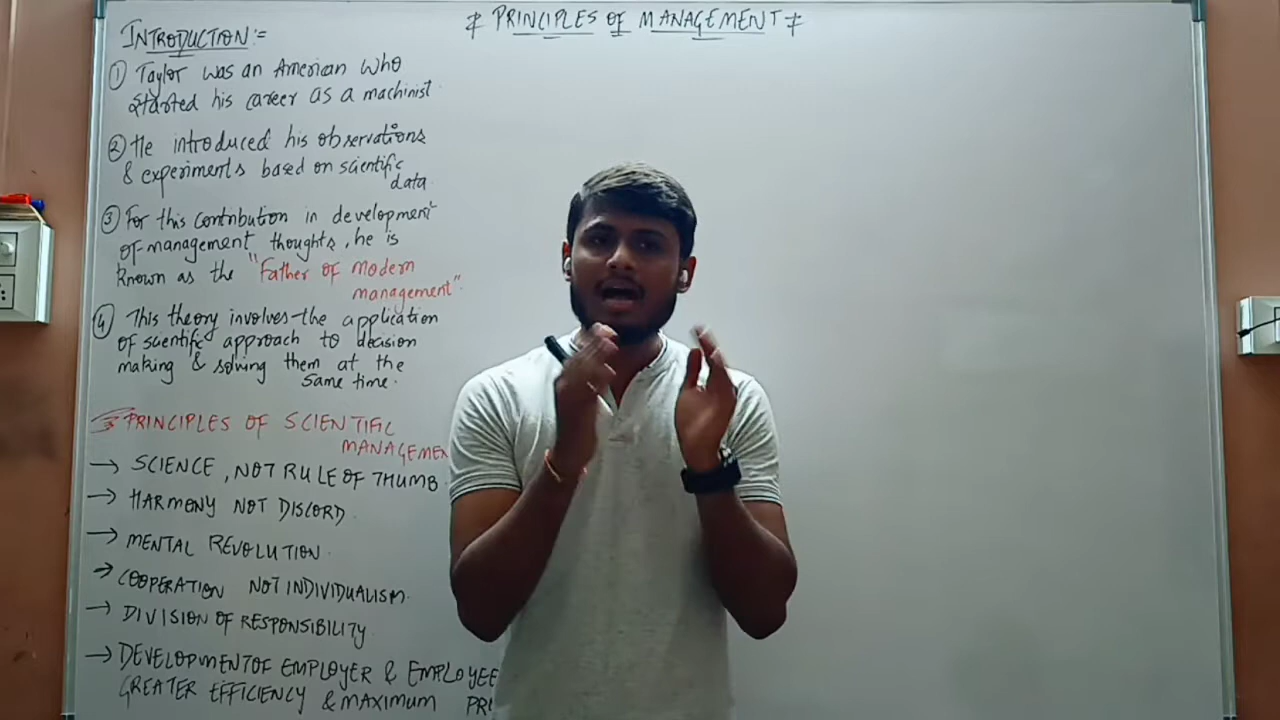 PRINCIPLES OF MANAGEMENT
INTRODUCTION:=
① Taylor was an American who
started his career as a machinist
② He introduced his observations
& experiments based on scientific
data.
③ For this contribution in development
of management thoughts, he is
known as the "Father of modern
management".
④ This theory involves the application
of scientific approach to decision
making & solving them at the
same time.
PRINCIPLES OF SCIENTIFIC
MANAGEMEN
→ SCIENCE, NOT RULE OF THUMB
→ HARMONY NOT DISCORD
→ MENTAL REVOLUTION.
→ COOPERATION NOT INDIVIDUALISM.
→ DIVISION OF RESPONSIBILITY
→ DEVELOPMENT OF EMPLOYER & EMPLOYEE
GREATER EFFICIENCY & MAXIMUM